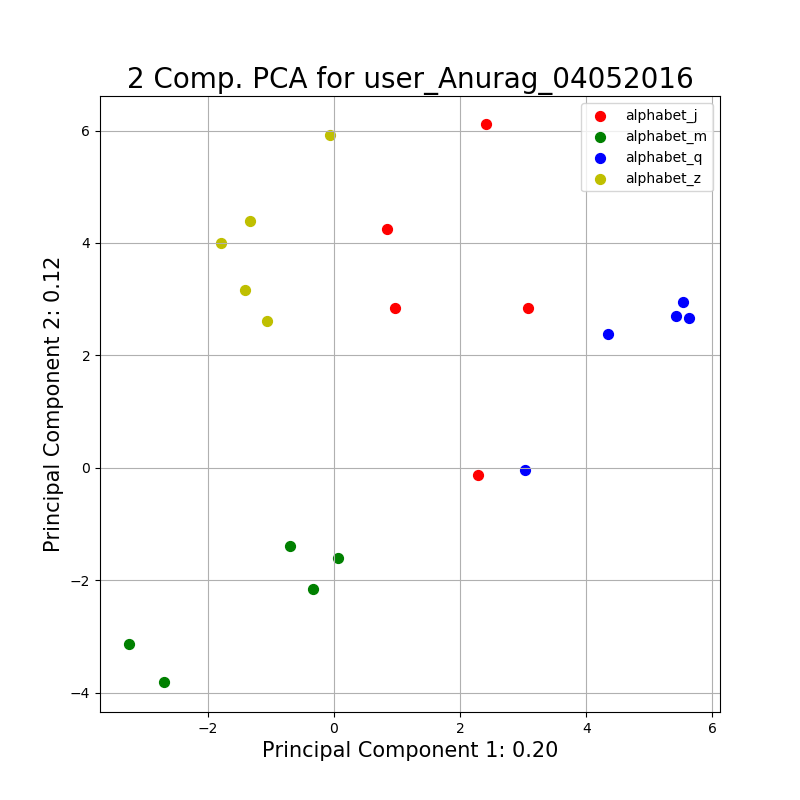 2 Comp. PCA for user_Anurag_04052016
alphabet_j
alphabet_m
alphabet_q
alphabet_z
6
4
2
0
−2
−4
Principal Component 2: 0.12
−2
0
2
4
6
Principal Component 1: 0.20